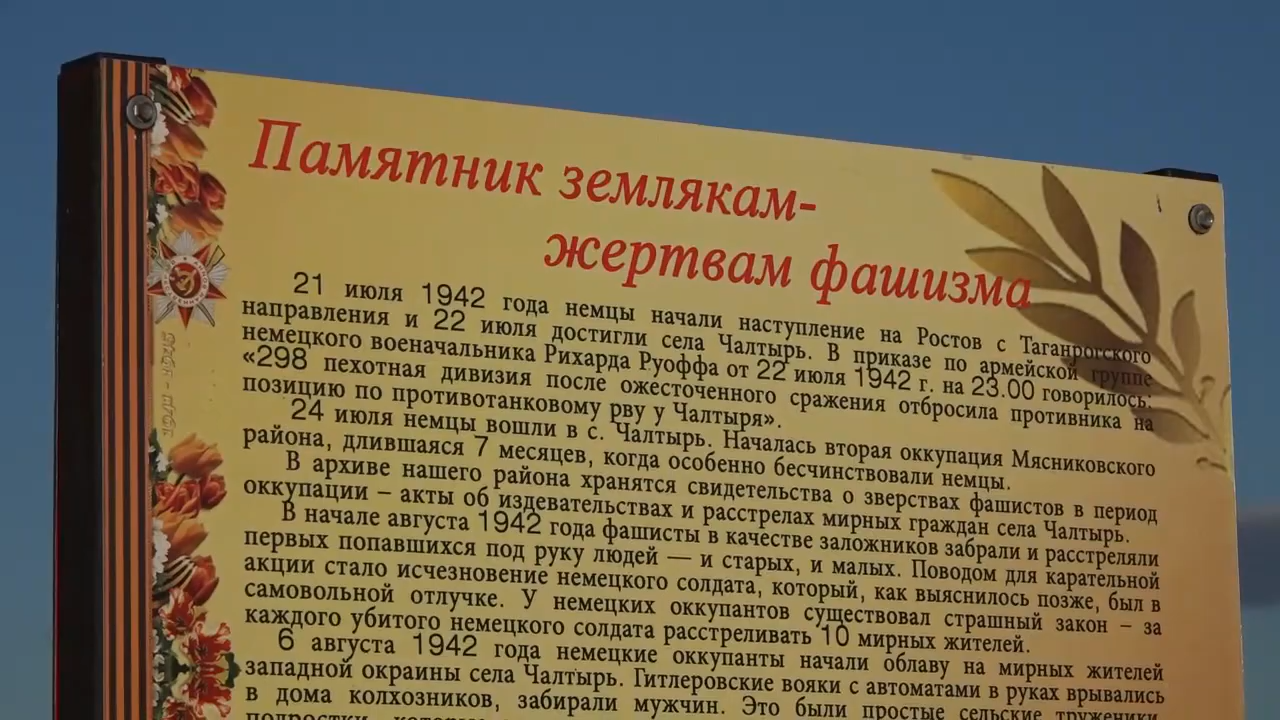 Памятник землякам-
жертвам фашизма
21 июля 1942 года немцы начали наступление на Ростов с Таганрогского
направления и 22 июля достигли села Чалтырь. В приказе по армейской группе
немецкого военачальника Рихарда Руоффа от 22 июля 1942 г. на 23.00 говорилось:
«298 пехотная дивизия после ожесточенного сражения отбросила противника на
позицию по противотанковому рву у Чалтыря».
24 июля немцы вошли в с. Чалтырь. Началась вторая оккупация Мясниковского
района, длившаяся 7 месяцев, когда особенно бесчинствовали немцы.
В архиве нашего района хранятся свидетельства о зверствах фашистов в период
оккупации – акты об издевательствах и расстрелах мирных граждан села Чалтырь.
В начале августа 1942 года фашисты в качестве заложников забрали и расстреляли
первых попавшихся под руку людей — и старых, и малых. Поводом для карательной
акции стало исчезновение немецкого солдата, который, как выяснилось позже, был в
самовольной отлучке. У немецких оккупантов существовал страшный закон – за
каждого убитого немецкого солдата расстреливать 10 мирных жителей.
6 августа 1942 года немецкие оккупанты начали облаву на мирных жителей
западной окраины села Чалтырь. Гитлеровские вояки с автоматами в руках врывались
в дома колхозников, забирали мужчин. Это были простые сельские труженики,
подростки, которые
1941 - 1945